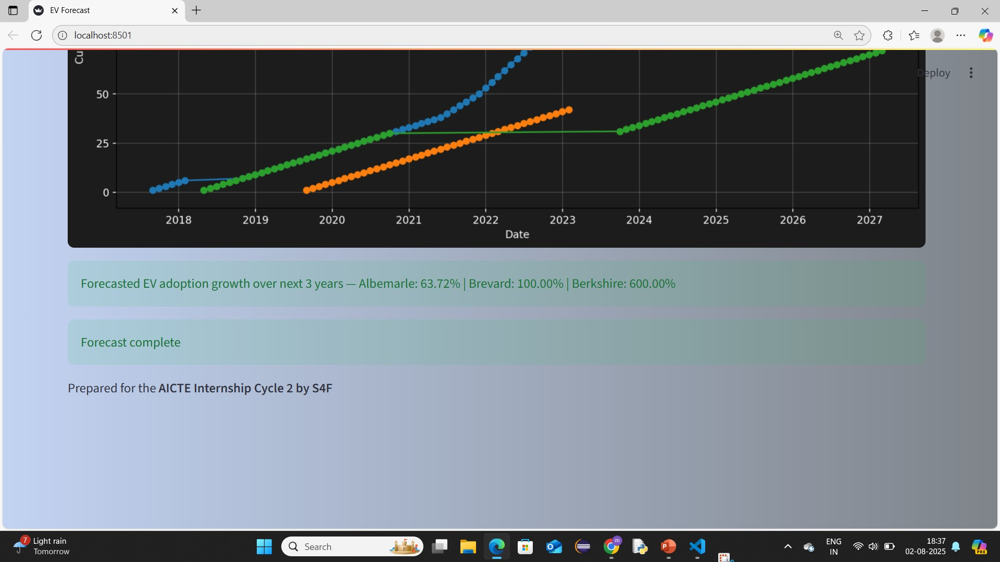 EV Forecast
localhost:8501
Deploy
Cu
50
25
0
2018 2019 2020 2021 2022 2023 2024 2025 2026 2027
Date
Forecasted EV adoption growth over next 3 years — Albemarle: 63.72% | Brevard: 100.00% | Berkshire: 600.00%
Forecast complete
Prepared for the AICTE Internship Cycle 2 by S4F
7
Light rain
Tomorrow
Search
m
ENG
IN
18:37
02-08-2025
PRE